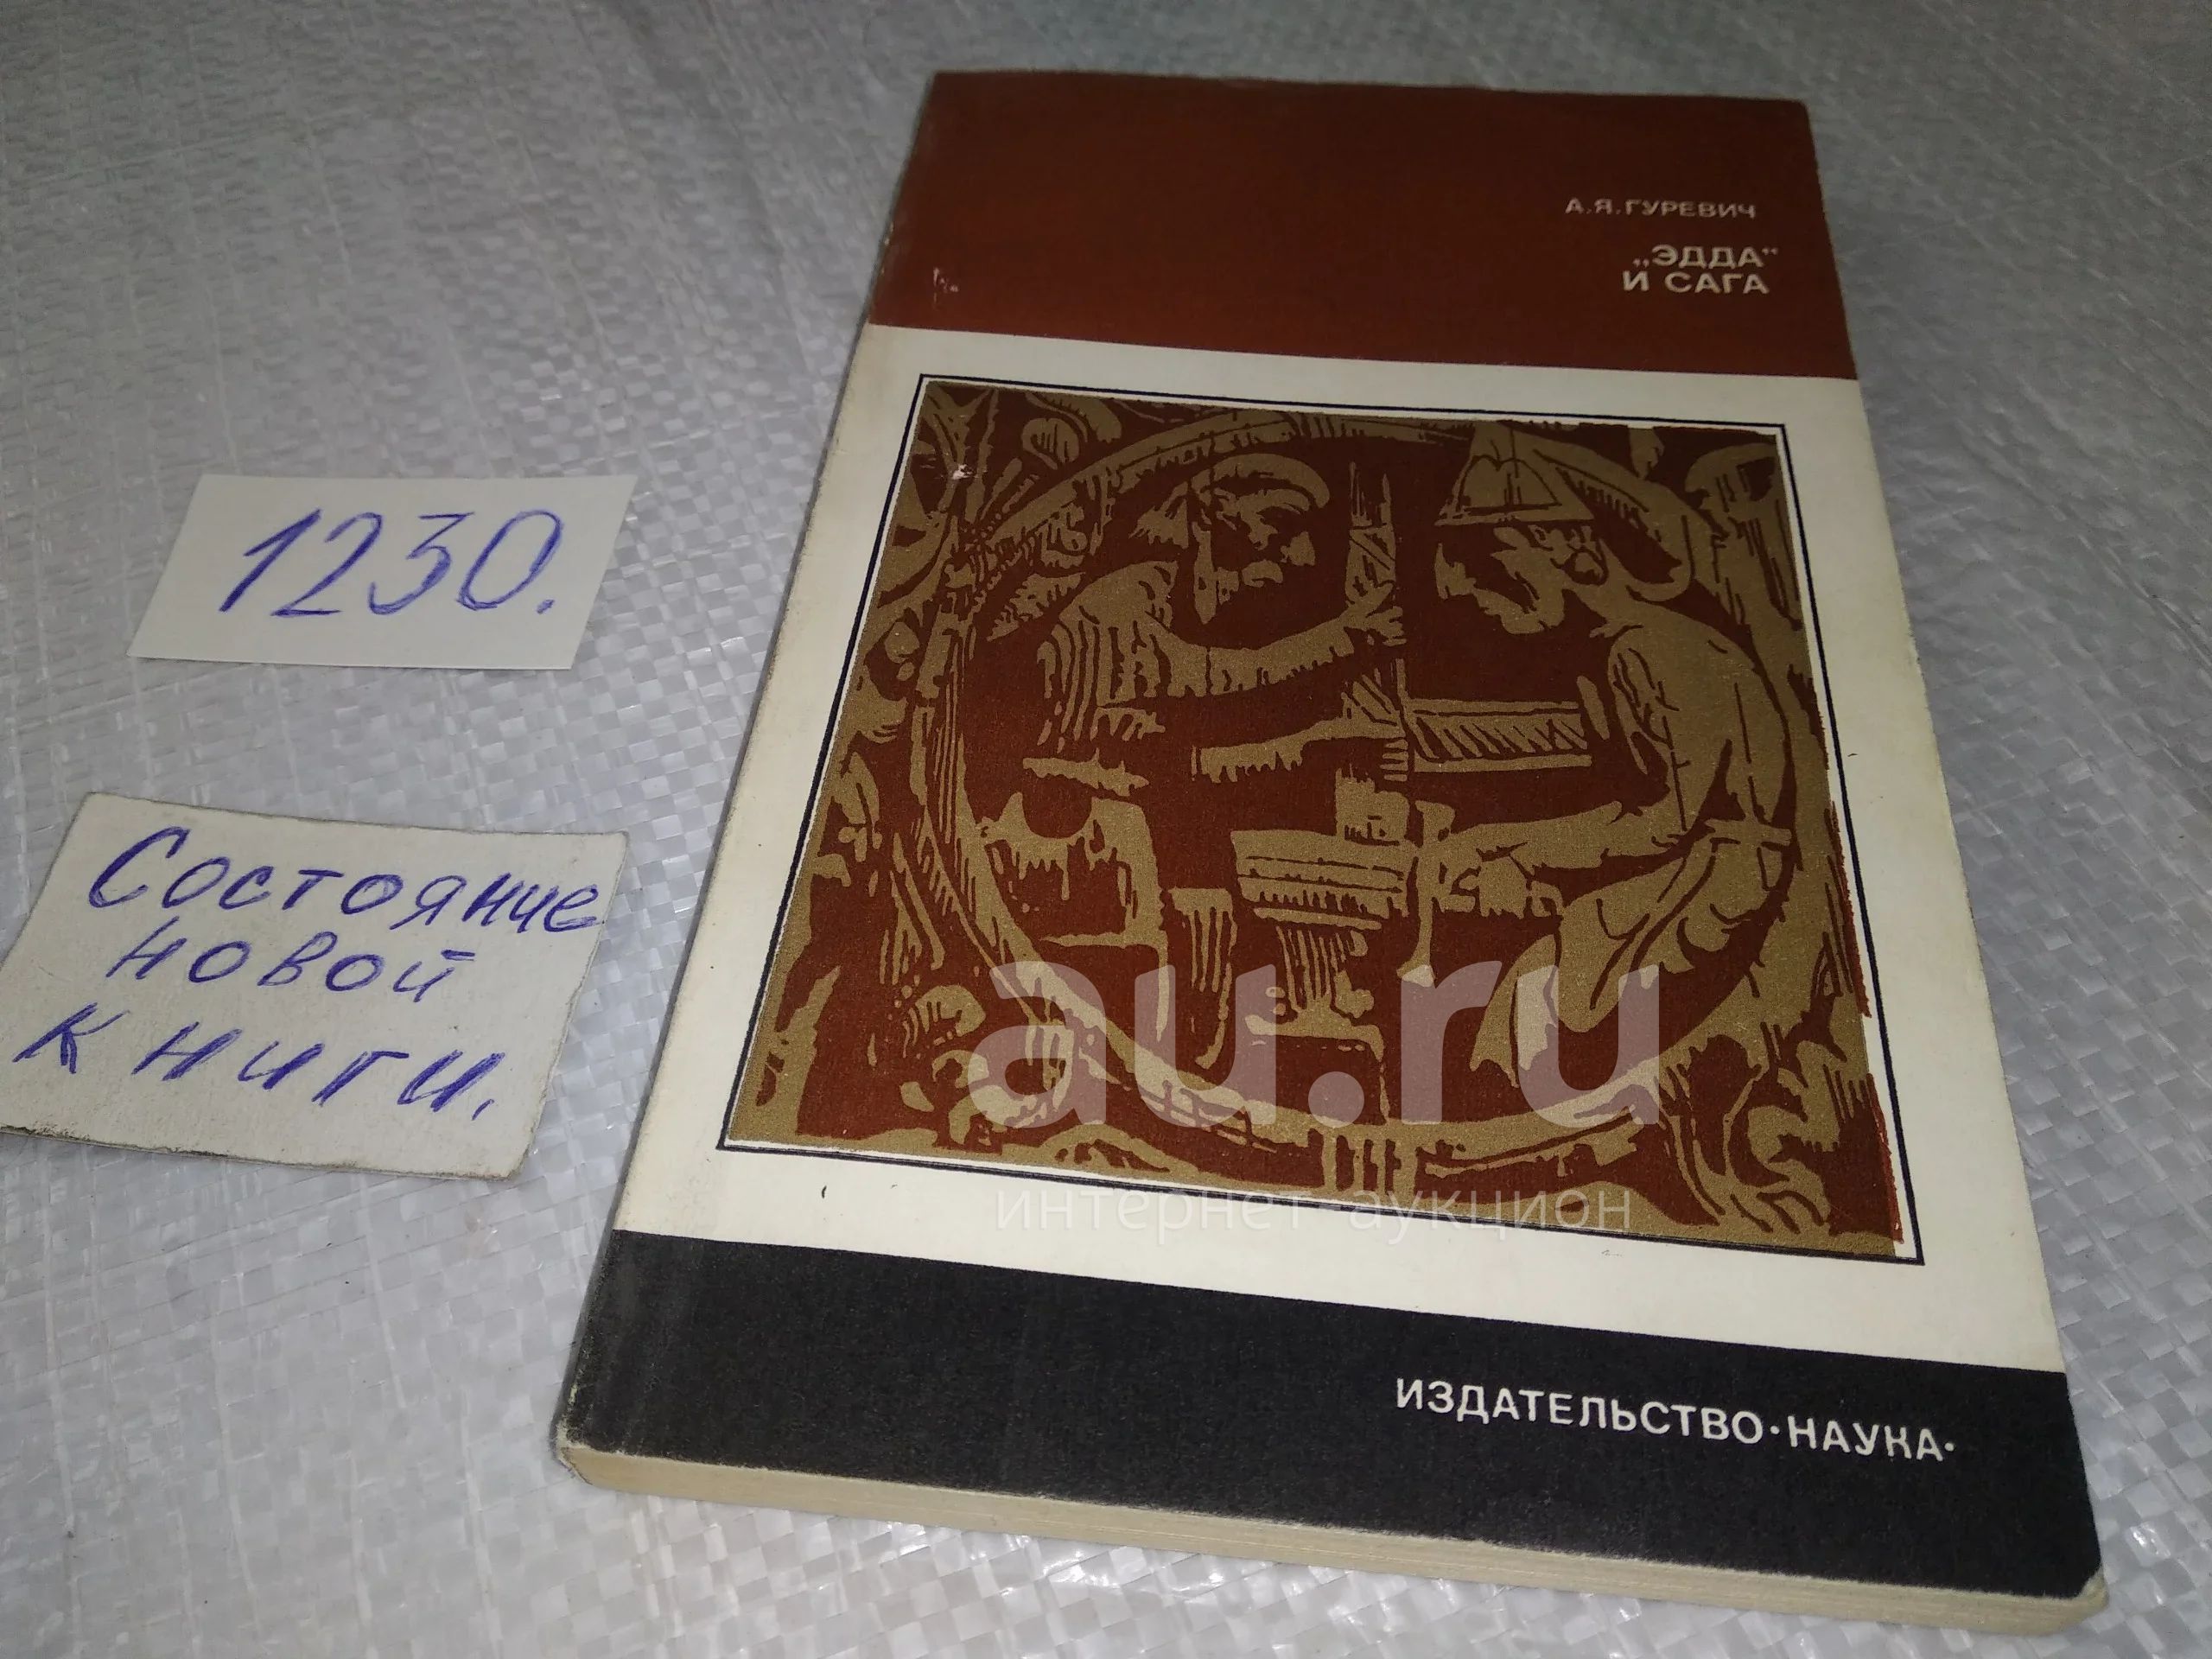 А.Я.ГУРЕВИЧ
„ЭДДА“
И САГА
1230.
Состояние
новой
книги.
au.ru
интернет-аукцион
ИЗДАТЕЛЬСТВО·НАУКА·